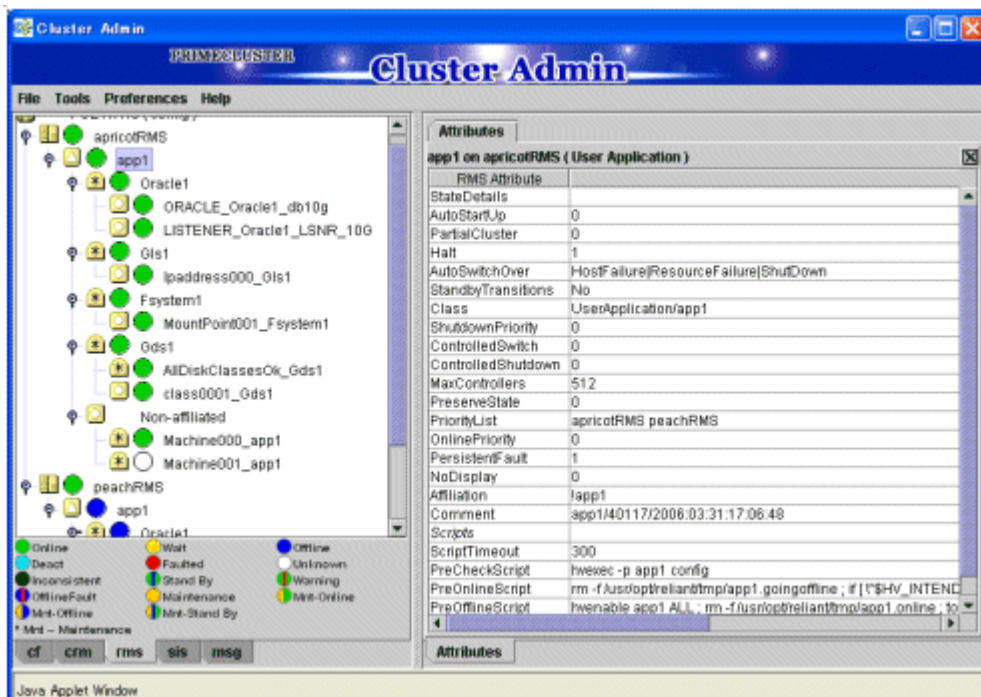 Cluster Admin
PRIMECLUSTER
Cluster Admin
File Tools Preferences Help
apricotRMS
app1
Oracle1
ORACLE_Oracle1_db10g
LISTENER_Oracle1_LSNR_10G
Gls1
Ipaddress000_Gls1
Fsystem1
MountPoint001_Fsystem1
Gds1
AllDiskClassesOk_Gds1
class0001_Gds1
Non-affiliated
Machine000_app1
Machine001_app1
peachRMS
app1
Oracle1
Online Wait Offline
Deact Faulted Unknown
Inconsistent Stand By Warning
OfflineFault Maintenance Mnt-Online
Mnt-Offline Mnt-Stand By
* Mnt - Maintenance
cf crm rms sis msg
Attributes
app1 on apricotRMS ( User Application )
RMS Attribute
StateDetails
AutoStartUp 0
PartialCluster 0
Halt 1
AutoSwitchOver HostFailure|ResourceFailure|ShutDown
StandbyTransitions No
Class UserApplication/app1
ShutdownPriority 0
ControlledSwitch 0
ControlledShutdown 0
MaxControllers 512
PreserveState 0
PriorityList apricotRMS peachRMS
OnlinePriority 0
PersistentFault 1
NoDisplay 0
Affiliation !app1
Comment app1/40117/2006:03:31:17:06:48
Scripts
ScriptTimeout 300
PreCheckScript hvexec -p app1 config
PreOnlineScript rm -f /usr/opt/reliant/tmp/app1.goingoffline ; if [ \"$HV_INTEND
PreOfflineScript hvenable app1 ALL ; rm -f /usr/opt/reliant/tmp/app1.online ; to
Attributes
Java Applet Window